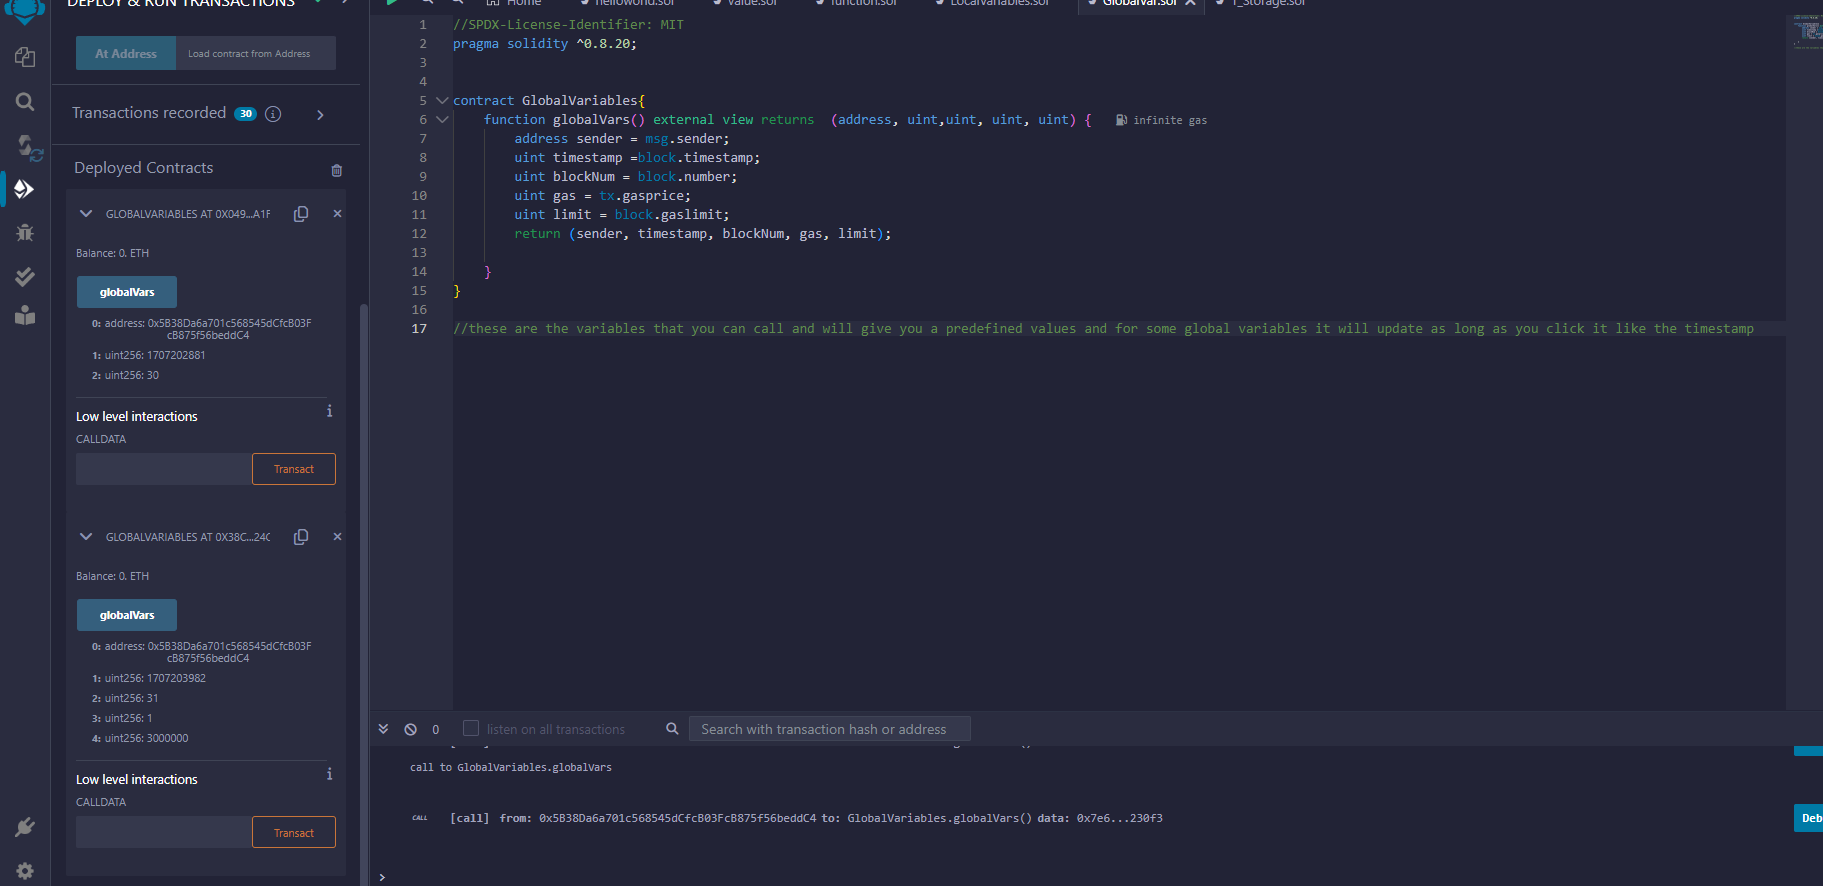 DEPLOY & RUN TRANSACTIONS
At Address
Load contract from Address
Transactions recorded 30
Deployed Contracts
GLOBALVARIABLES AT 0X049...A1F
Balance: 0. ETH
globalVars
0: address: 0x5B38Da6a701c568545dCfcB03F
cB875f56beddC4
1: uint256: 1707202881
2: uint256: 30
Low level interactions
CALLDATA
Transact
GLOBALVARIABLES AT 0X38C...24C
Balance: 0. ETH
globalVars
0: address: 0x5B38Da6a701c568545dCfcB03F
cB875f56beddC4
1: uint256: 1707203982
2: uint256: 31
3: uint256: 1
4: uint256: 3000000
Low level interactions
CALLDATA
Transact
Home helloworld.sol value.sol function.sol LocalVariables.sol GlobalVar.sol 1_Storage.sol
1 //SPDX-License-Identifier: MIT
2 pragma solidity ^0.8.20;
3
4
5 contract GlobalVariables{
6 function globalVars() external view returns (address, uint,uint, uint, uint) { infinite gas
7 address sender = msg.sender;
8 uint timestamp =block.timestamp;
9 uint blockNum = block.number;
10 uint gas = tx.gasprice;
11 uint limit = block.gaslimit;
12 return (sender, timestamp, blockNum, gas, limit);
13
14 }
15 }
16
17 //these are the variables that you can call and will give you a predefined values and for some global variables it will update as long as you click it like the timestamp
0 listen on all transactions Search with transaction hash or address
call to GlobalVariables.globalVars
CALL [call] from: 0x5B38Da6a701c568545dCfcB03FcB875f56beddC4 to: GlobalVariables.globalVars() data: 0x7e6...230f3
Deb
>